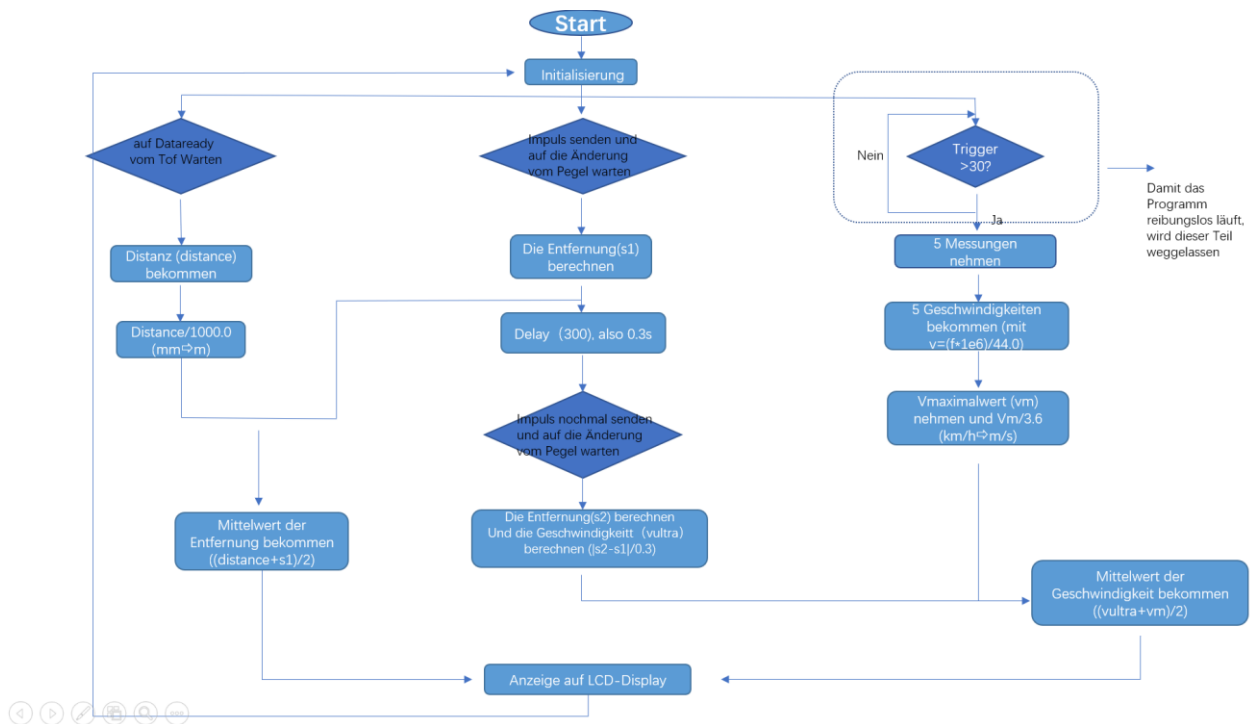 Start
Initialisierung
auf Dataready
vom Tof Warten
Impuls senden und
auf die Änderung
vom Pegel warten
Trigger
>30?
Nein
Ja
Damit das
Programm
reibungslos läuft,
wird dieser Teil
weggelassen
Distanz (distance)
bekommen
Die Entfernung(s1)
berechnen
5 Messungen
nehmen
Distance/1000.0
(mm⇨m)
Delay（300), also 0.3s
5 Geschwindigkeiten
bekommen (mit
v=(f*1e6)/44.0)
Impuls nochmal senden
und auf die Änderung
vom Pegel warten
Vmaximalwert (vm)
nehmen und Vm/3.6
(km/h⇨m/s)
Mittelwert der
Entfernung bekommen
((distance+s1)/2)
Die Entfernung(s2) berechnen
Und die Geschwindigkeitt（vultra）
berechnen (|s2-s1|/0.3)
Mittelwert der
Geschwindigkeit bekommen
((vultra+vm)/2)
Anzeige auf LCD-Display